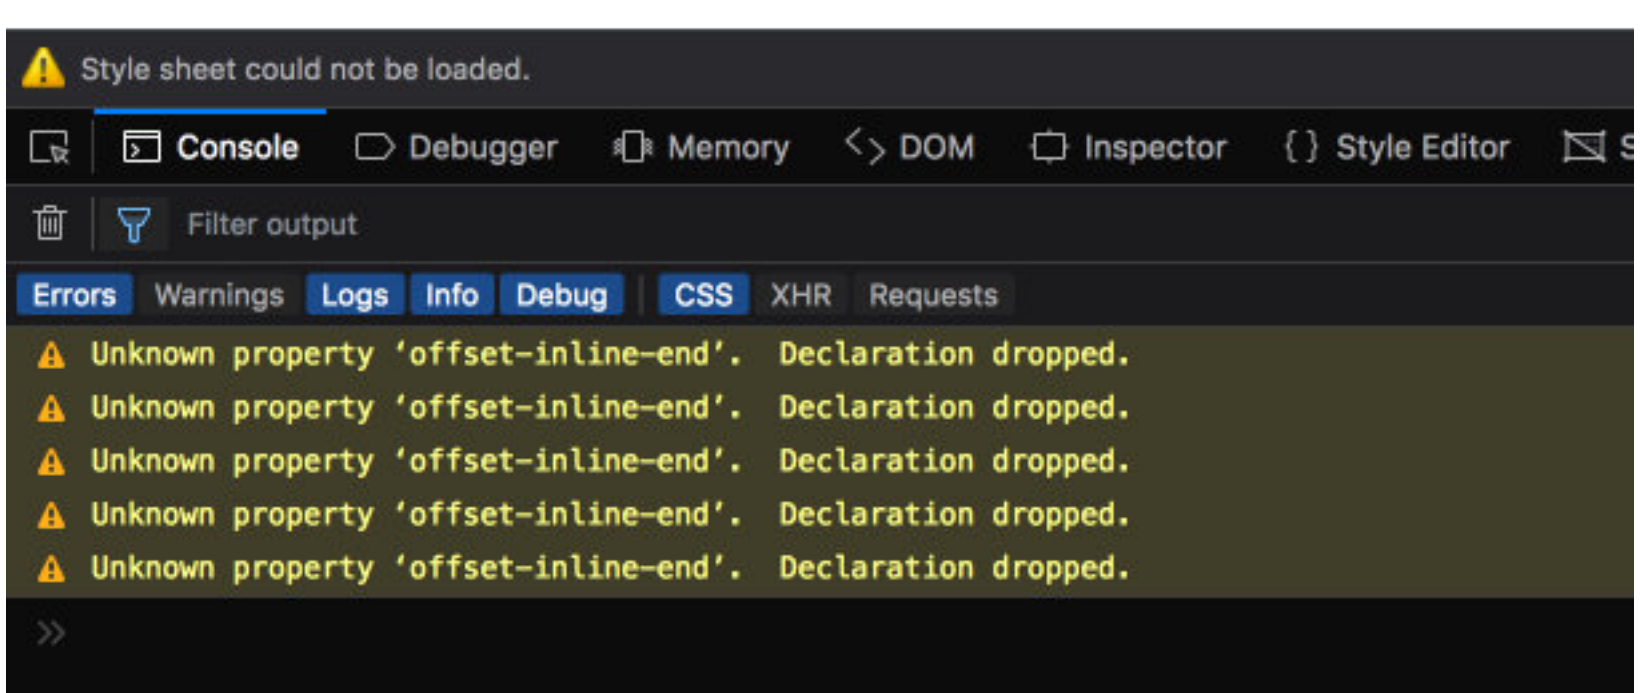 Style sheet could not be loaded.
Console Debugger Memory DOM Inspector { } Style Editor S
Filter output
Errors Warnings Logs Info Debug CSS XHR Requests
Unknown property ‘offset-inline-end’. Declaration dropped.
Unknown property ‘offset-inline-end’. Declaration dropped.
Unknown property ‘offset-inline-end’. Declaration dropped.
Unknown property ‘offset-inline-end’. Declaration dropped.
Unknown property ‘offset-inline-end’. Declaration dropped.
»